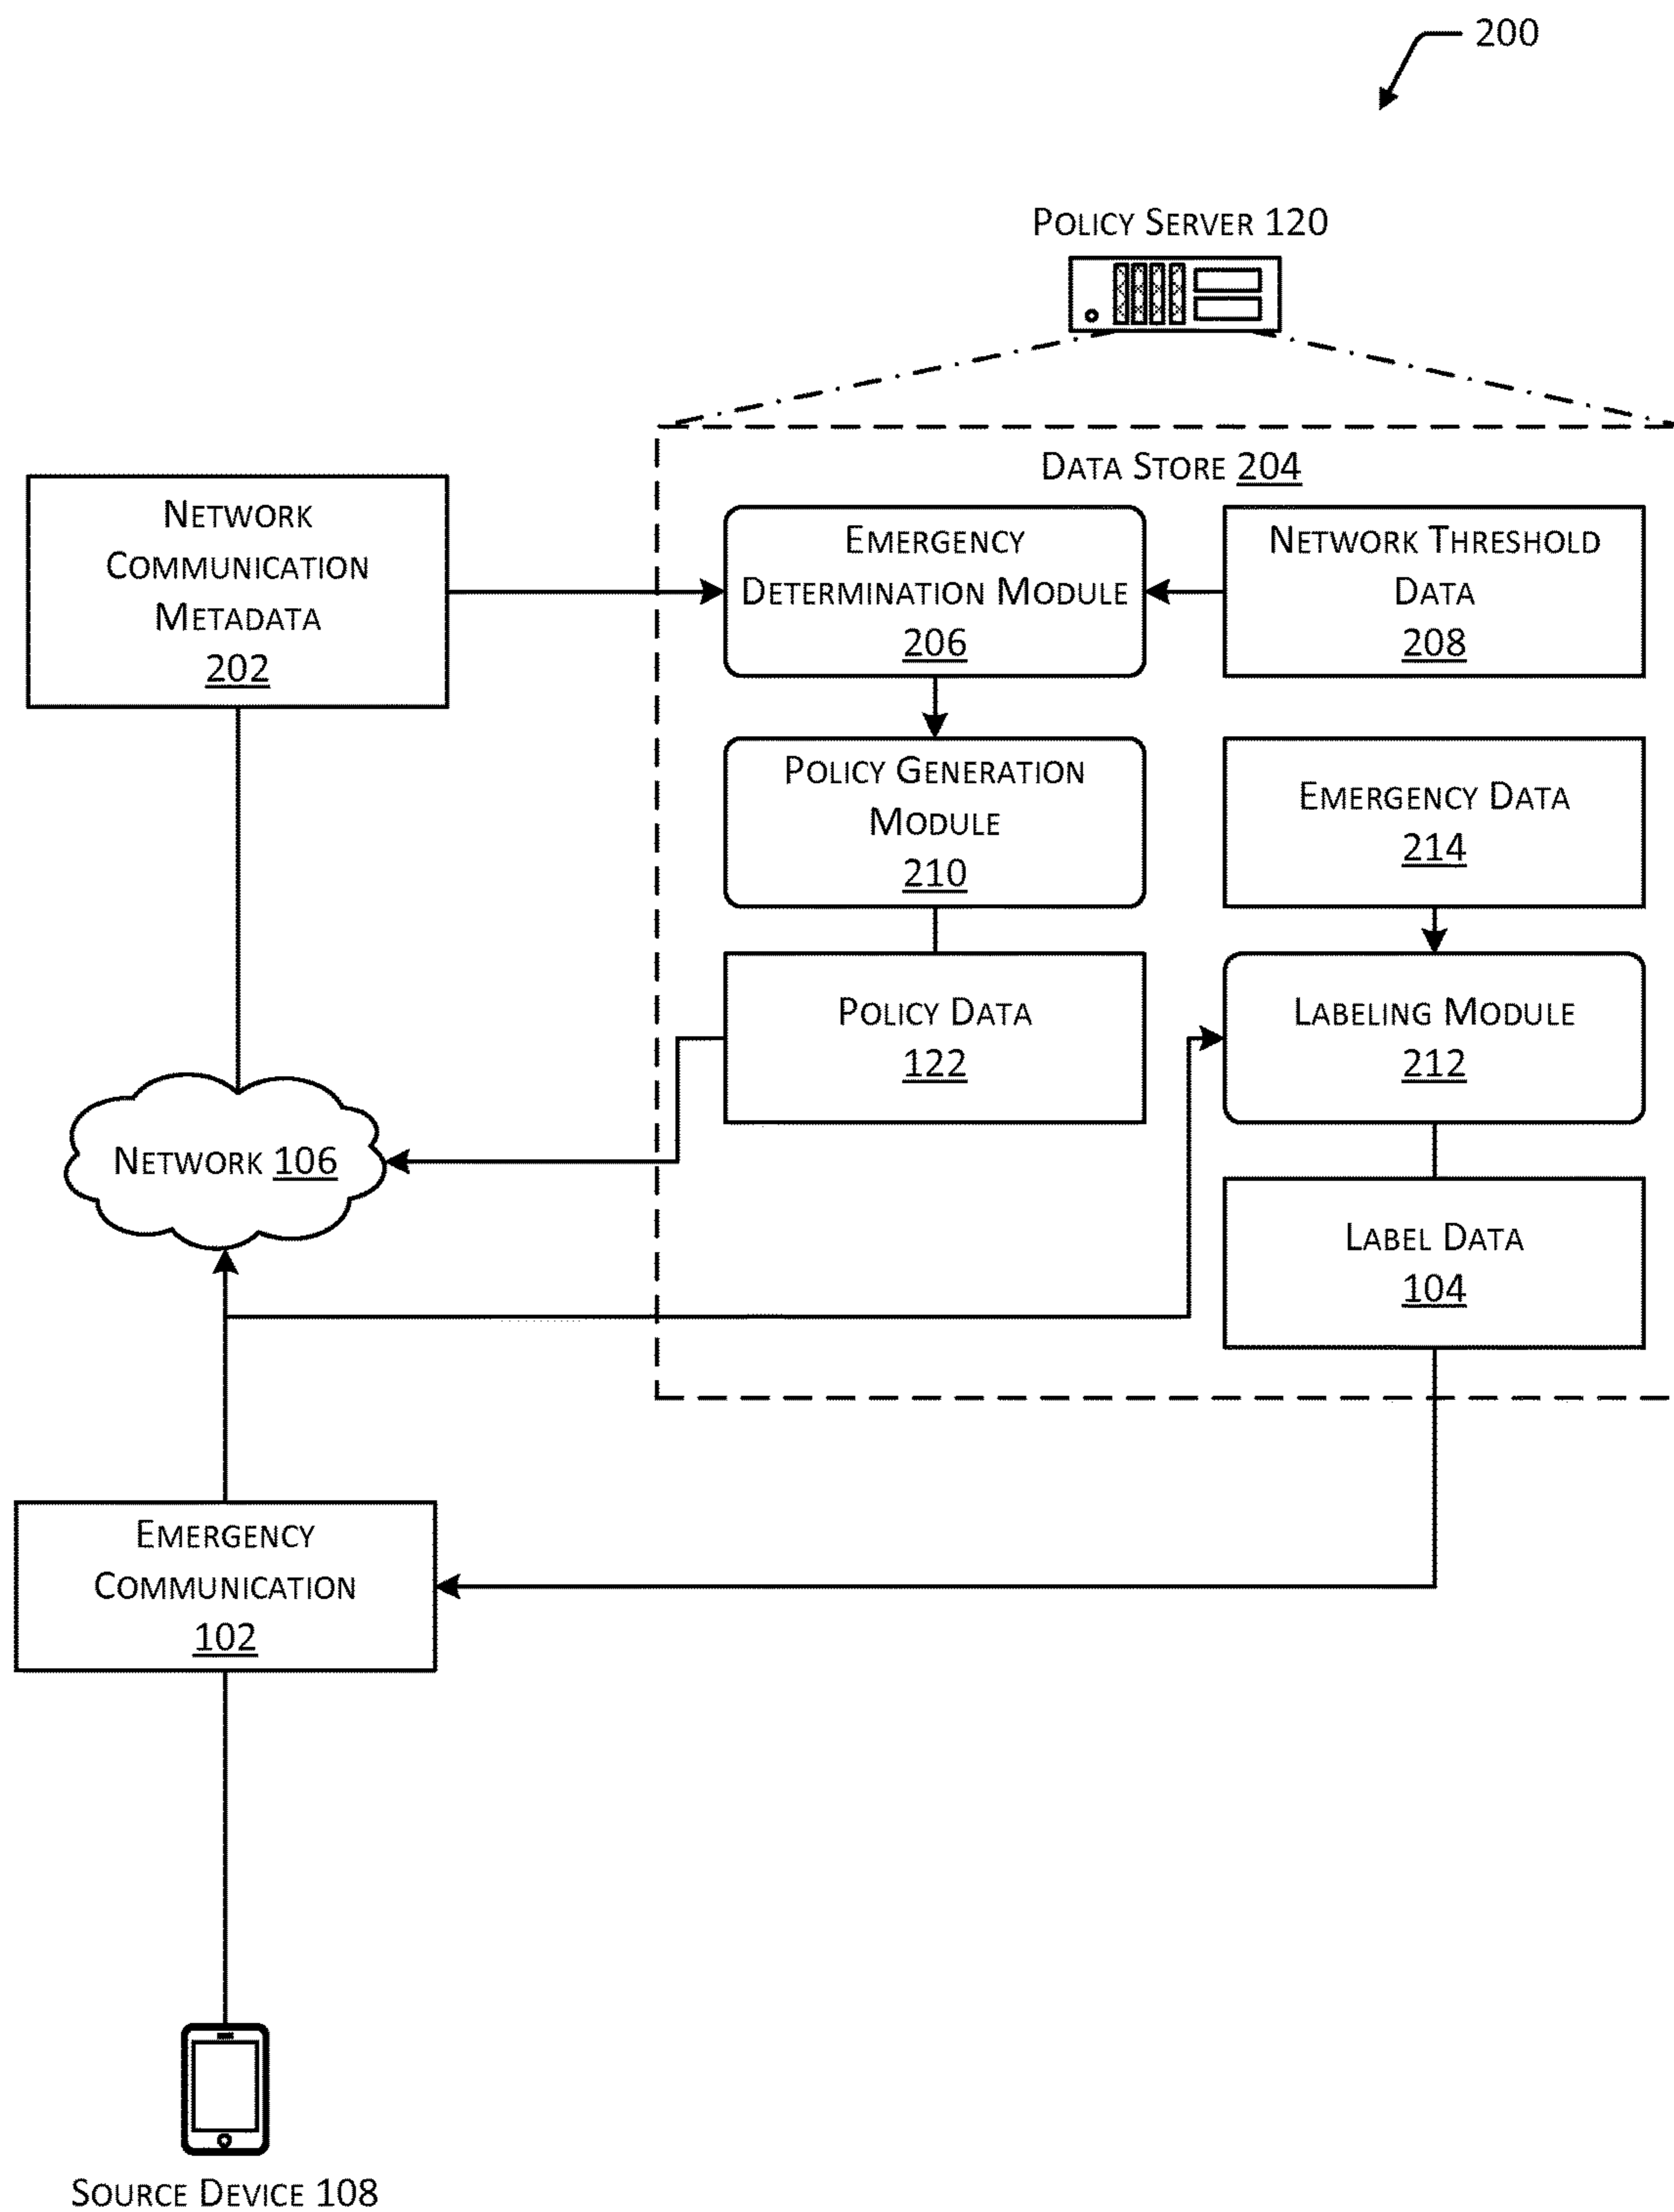 200
POLICY SERVER 120
DATA STORE 204
NETWORK
COMMUNICATION
METADATA
202
EMERGENCY
DETERMINATION MODULE
206
NETWORK THRESHOLD
DATA
208
POLICY GENERATION
MODULE
210
EMERGENCY DATA
214
POLICY DATA
122
LABELING MODULE
212
NETWORK 106
LABEL DATA
104
EMERGENCY
COMMUNICATION
102
SOURCE DEVICE 108